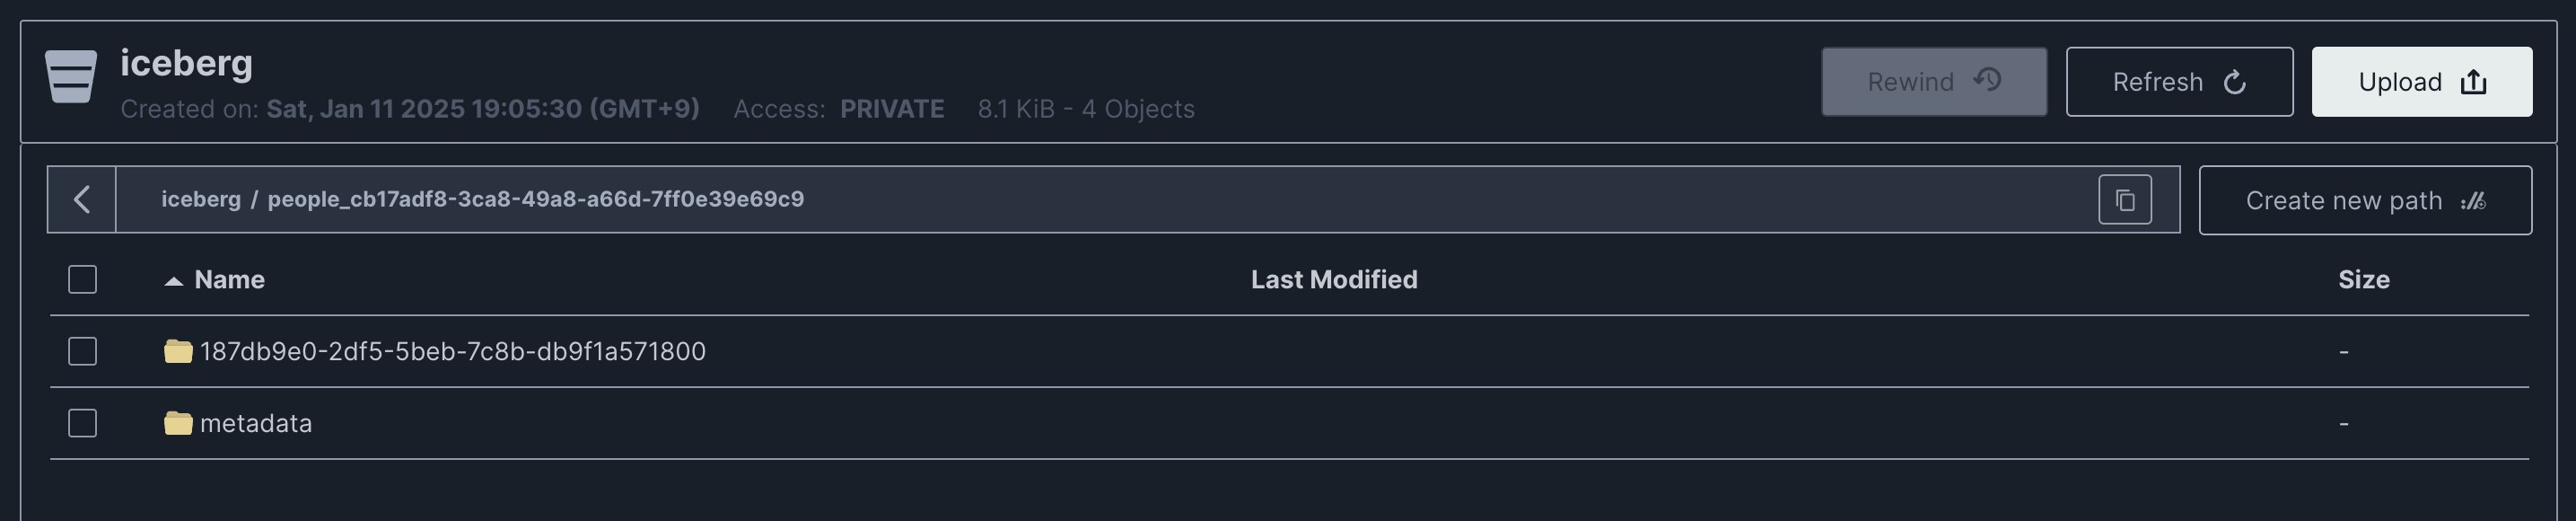 iceberg
Created on: Sat, Jan 11 2025 19:05:30 (GMT+9) Access: PRIVATE 8.1 KiB - 4 Objects
Rewind Refresh Upload
iceberg / people_cb17adf8-3ca8-49a8-a66d-7ff0e39e69c9
Create new path
Name Last Modified Size
187db9e0-2df5-5beb-7c8b-db9f1a571800 -
metadata -